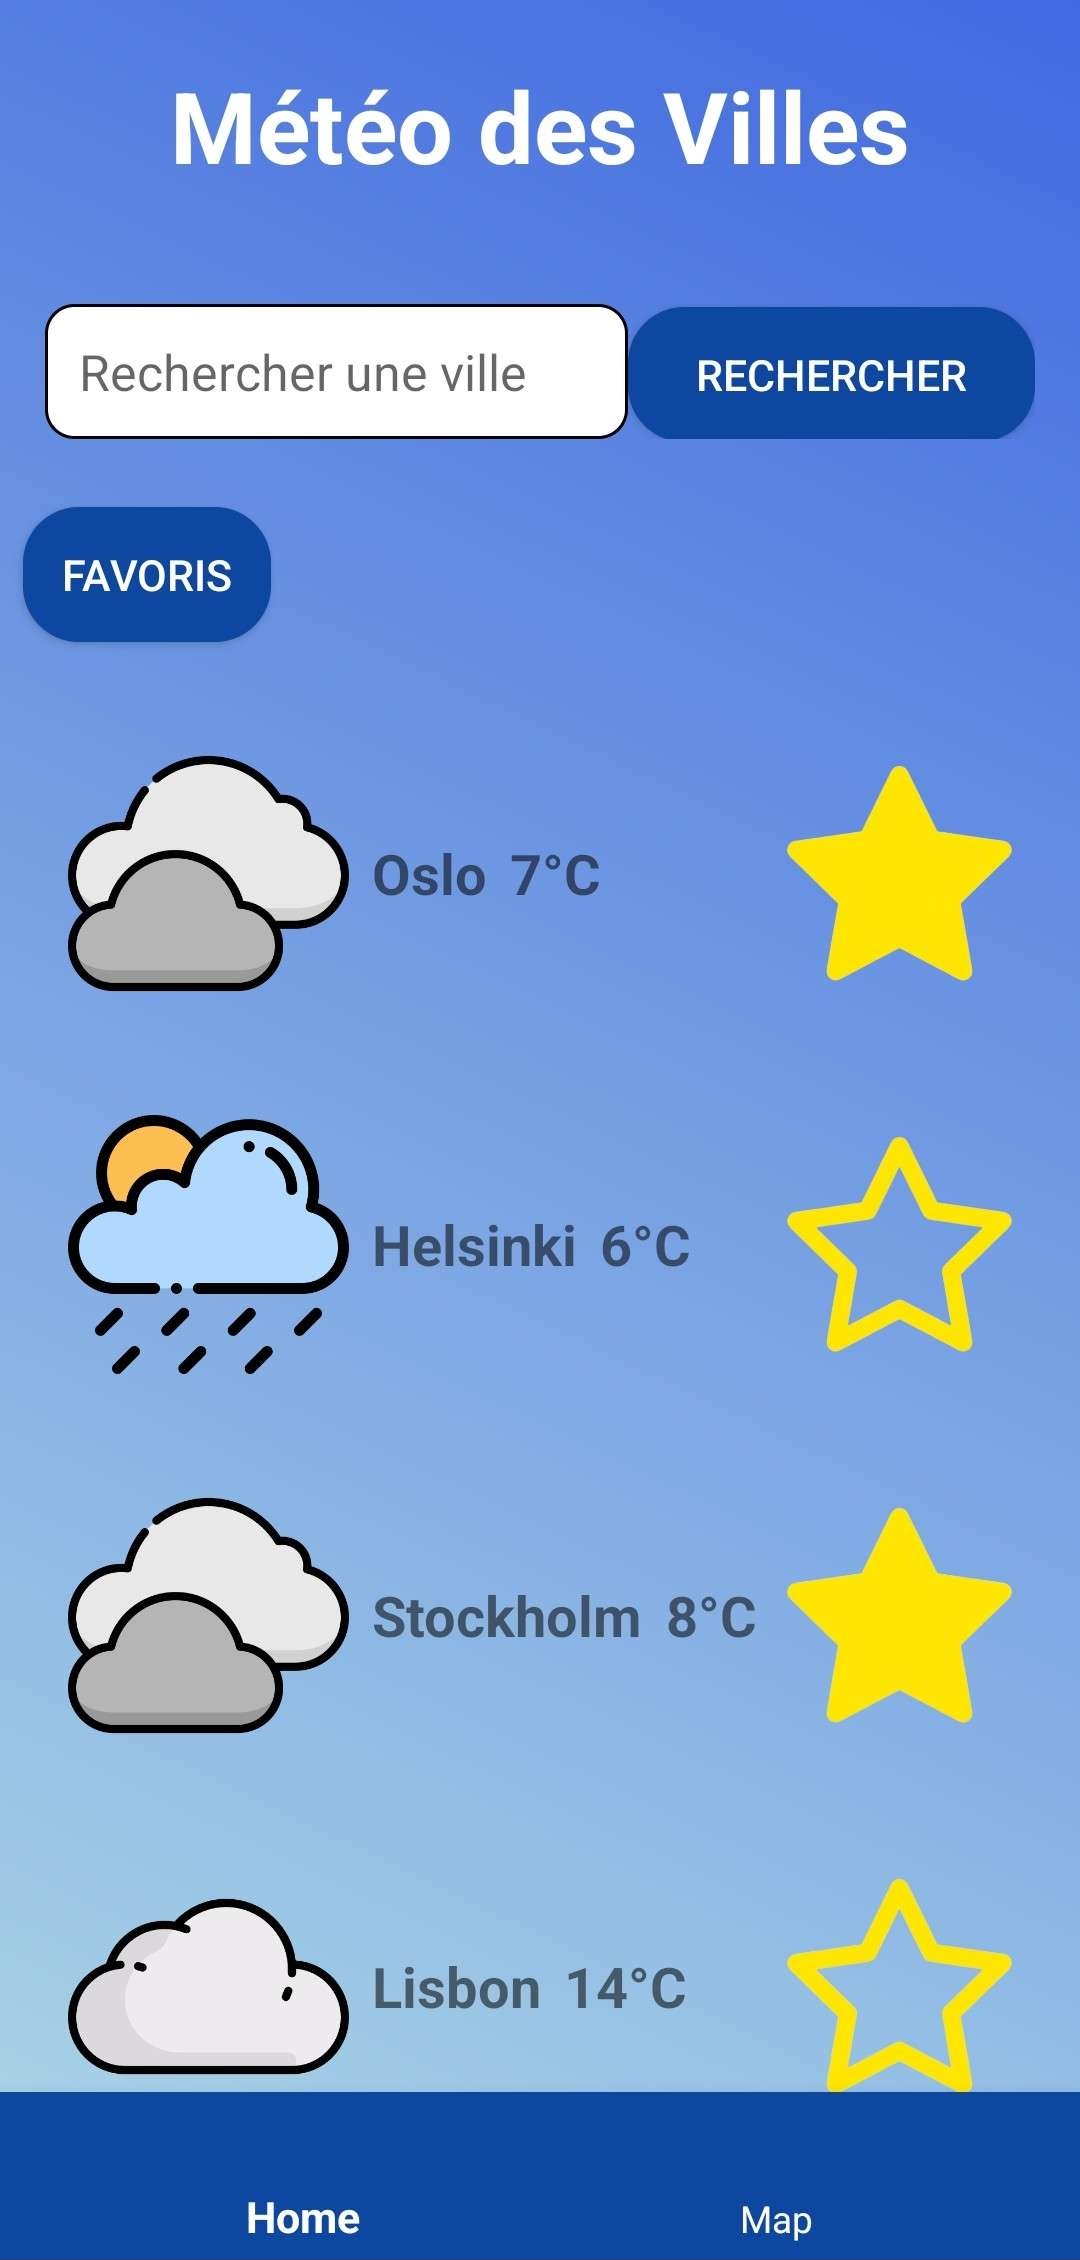 Météo des Villes
Rechercher une ville
RECHERCHER
FAVORIS
Oslo 7°C
Helsinki 6°C
Stockholm 8°C
Lisbon 14°C
Home
Map